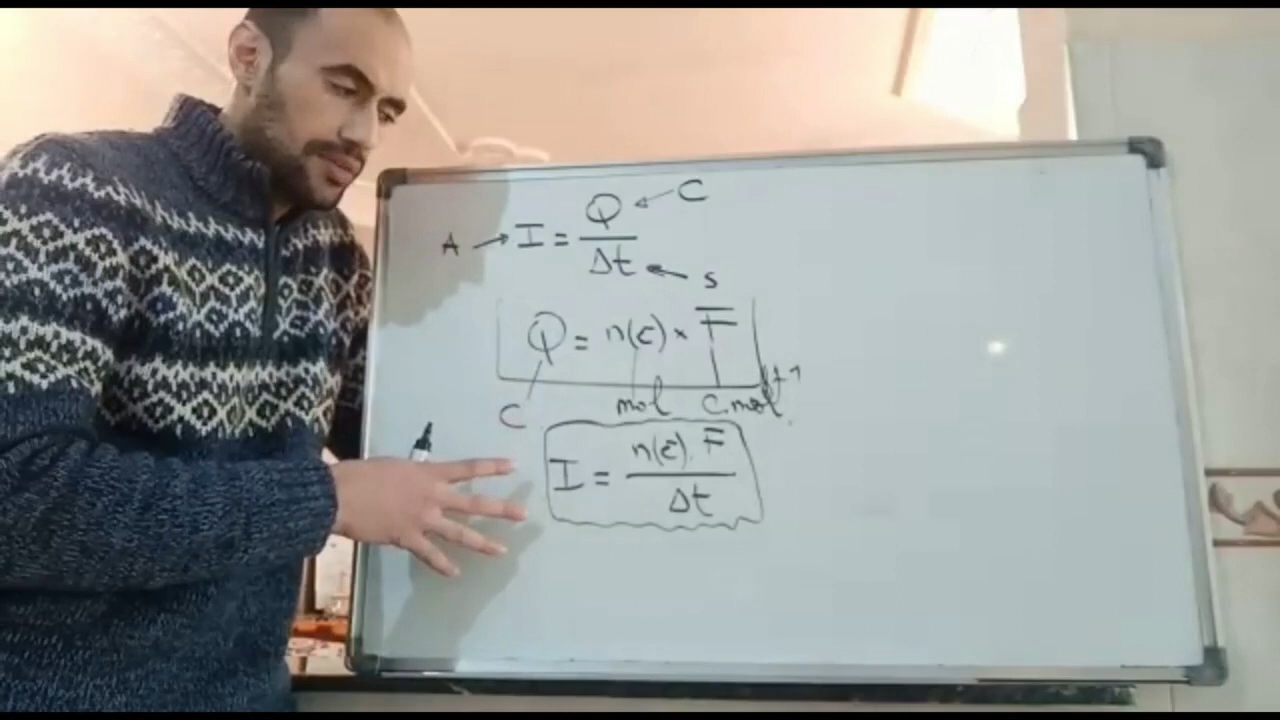 A → I = Q/Δt ← C
← s
Q = n(e⁻) × F
C mol C.mol⁻¹
I = n(e⁻). F/Δt